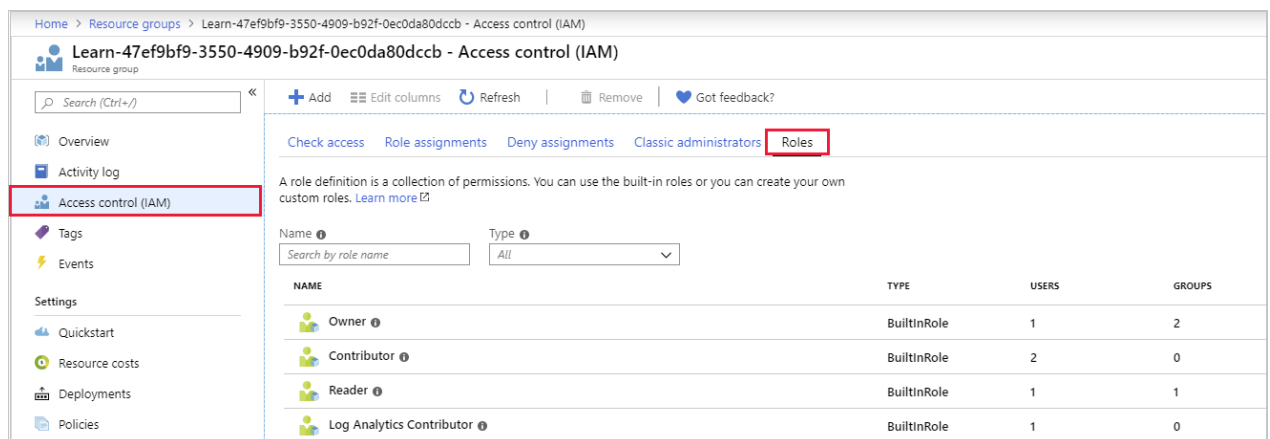 Home > Resource groups > Learn-47ef9bf9-3550-4909-b92f-0ec0da80dccb - Access control (IAM)
Learn-47ef9bf9-3550-4909-b92f-0ec0da80dccb - Access control (IAM)
Resource group
Search (Ctrl+/)
«
Overview
Activity log
Access control (IAM)
Tags
Events
Settings
Quickstart
Resource costs
Deployments
Policies
Add Edit columns Refresh Remove Got feedback?
Check access Role assignments Deny assignments Classic administrators Roles
A role definition is a collection of permissions. You can use the built-in roles or you can create your own
custom roles. Learn more
Name Type
Search by role name All
NAME TYPE USERS GROUPS
Owner BuiltInRole 1 2
Contributor BuiltInRole 2 0
Reader BuiltInRole 1 1
Log Analytics Contributor BuiltInRole 1 0